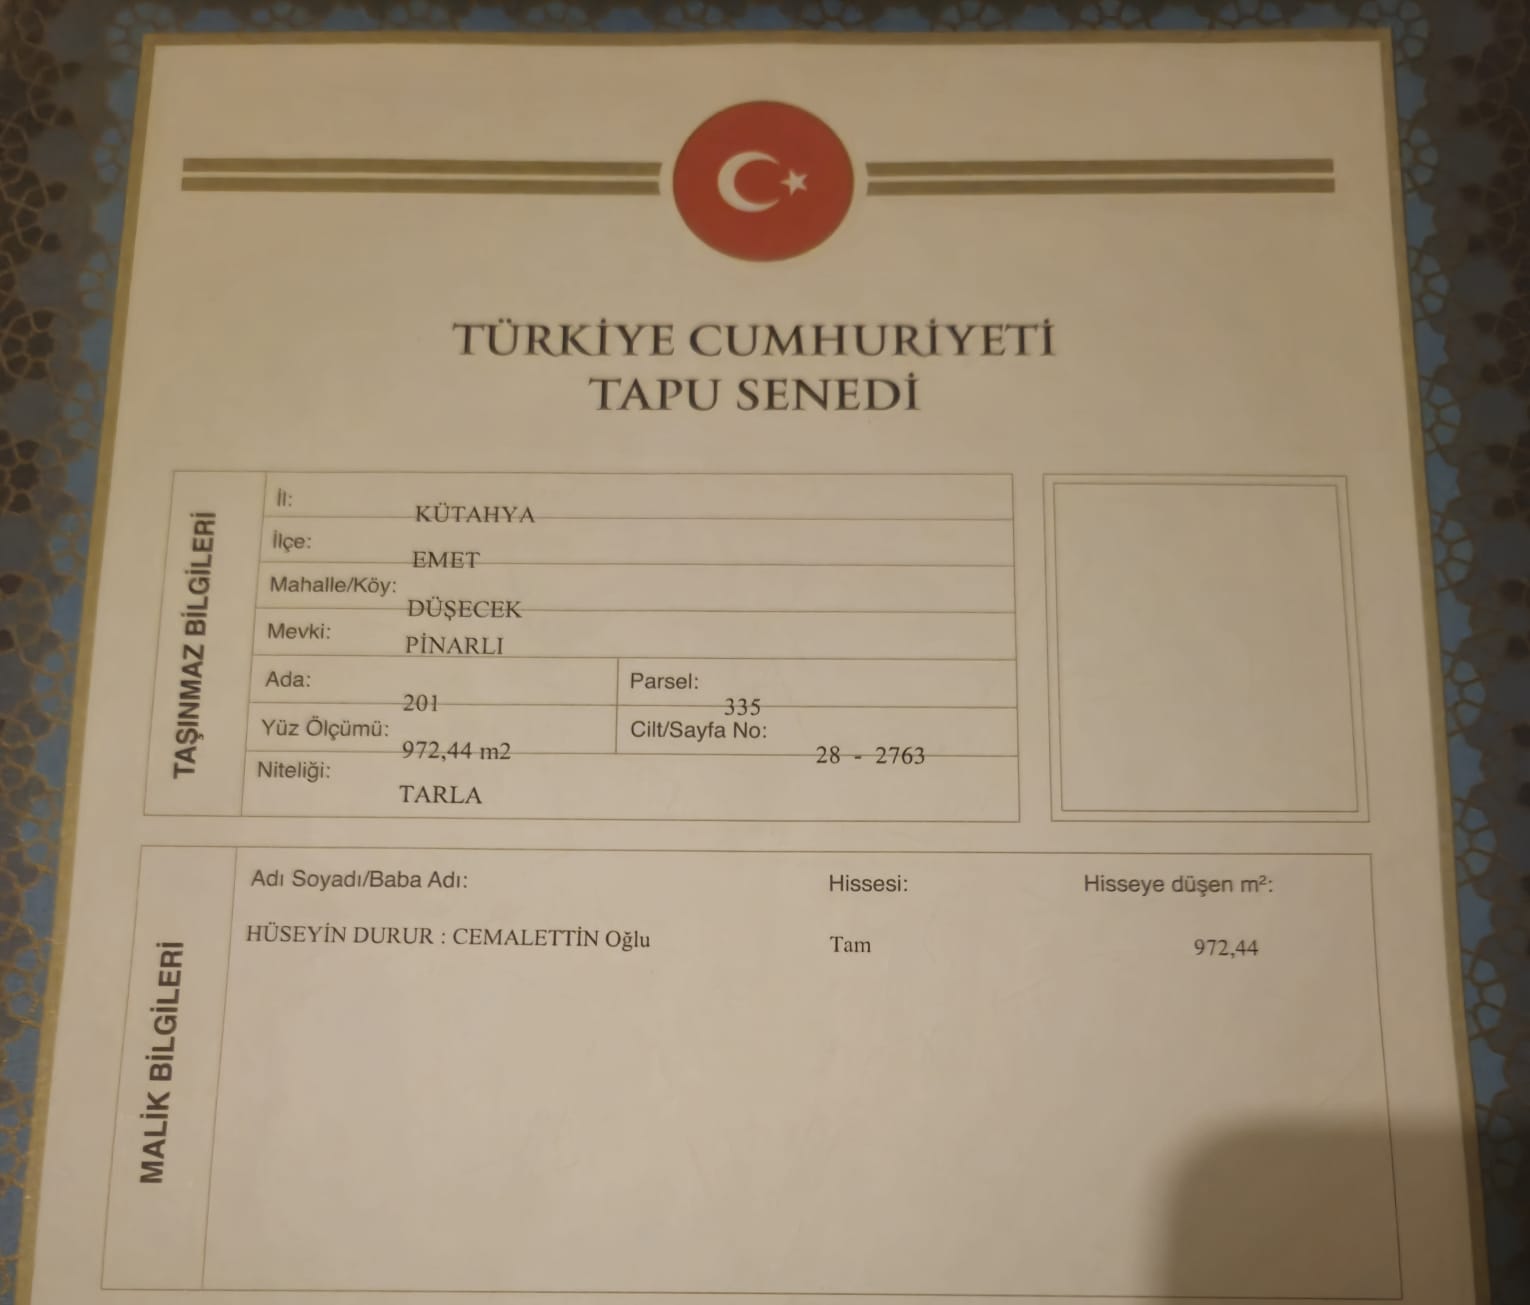 TÜRKİYE CUMHURİYETİ
TAPU SENEDİ
TAŞINMAZ BİLGİLERİ
İl: KÜTAHYA
İlçe: EMET
Mahalle/Köy: DÜŞECEK
Mevki: PİNARLI
Ada: 201 Parsel: 335
Yüz Ölçümü: 972,44 m2 Cilt/Sayfa No: 28 - 2763
Niteliği: TARLA
MALİK BİLGİLERİ
Adı Soyadı/Baba Adı: Hissesi: Hisseye düşen m²:
HÜSEYİN DURUR : CEMALETTİN Oğlu Tam 972,44